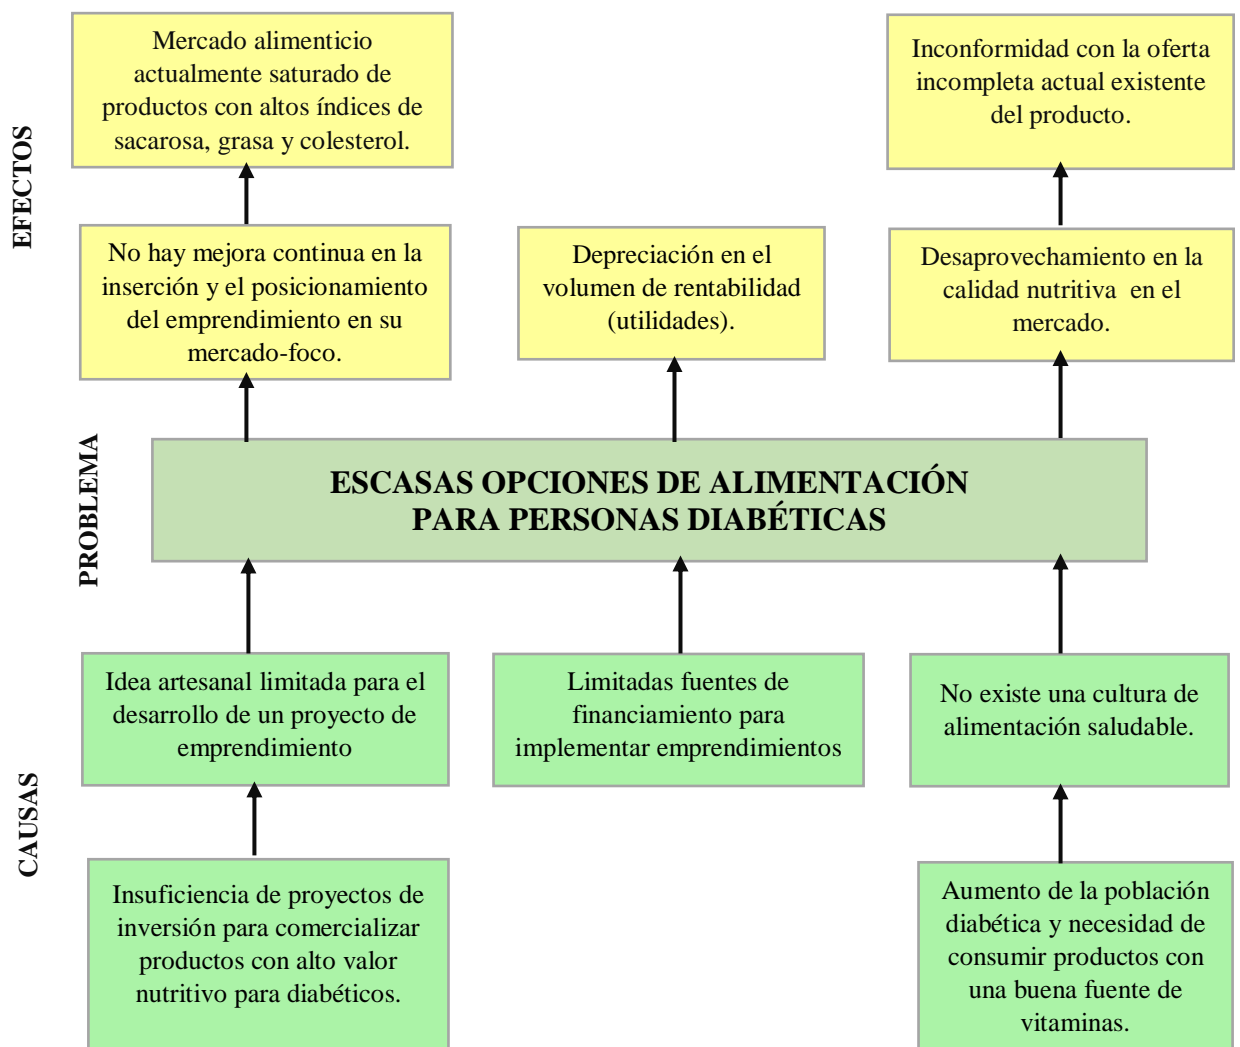 EFECTOS
Mercado alimenticio
actualmente saturado de
productos con altos índices de
sacarosa, grasa y colesterol.
Inconformidad con la oferta
incompleta actual existente
del producto.
No hay mejora continua en la
inserción y el posicionamiento
del emprendimiento en su
mercado-foco.
Depreciación en el
volumen de rentabilidad
(utilidades).
Desaprovechamiento en la
calidad nutritiva en el
mercado.
PROBLEMA
ESCASAS OPCIONES DE ALIMENTACIÓN
PARA PERSONAS DIABÉTICAS
CAUSAS
Idea artesanal limitada para el
desarrollo de un proyecto de
emprendimiento
Limitadas fuentes de
financiamiento para
implementar emprendimientos
No existe una cultura de
alimentación saludable.
Insuficiencia de proyectos de
inversión para comercializar
productos con alto valor
nutritivo para diabéticos.
Aumento de la población
diabética y necesidad de
consumir productos con
una buena fuente de
vitaminas.